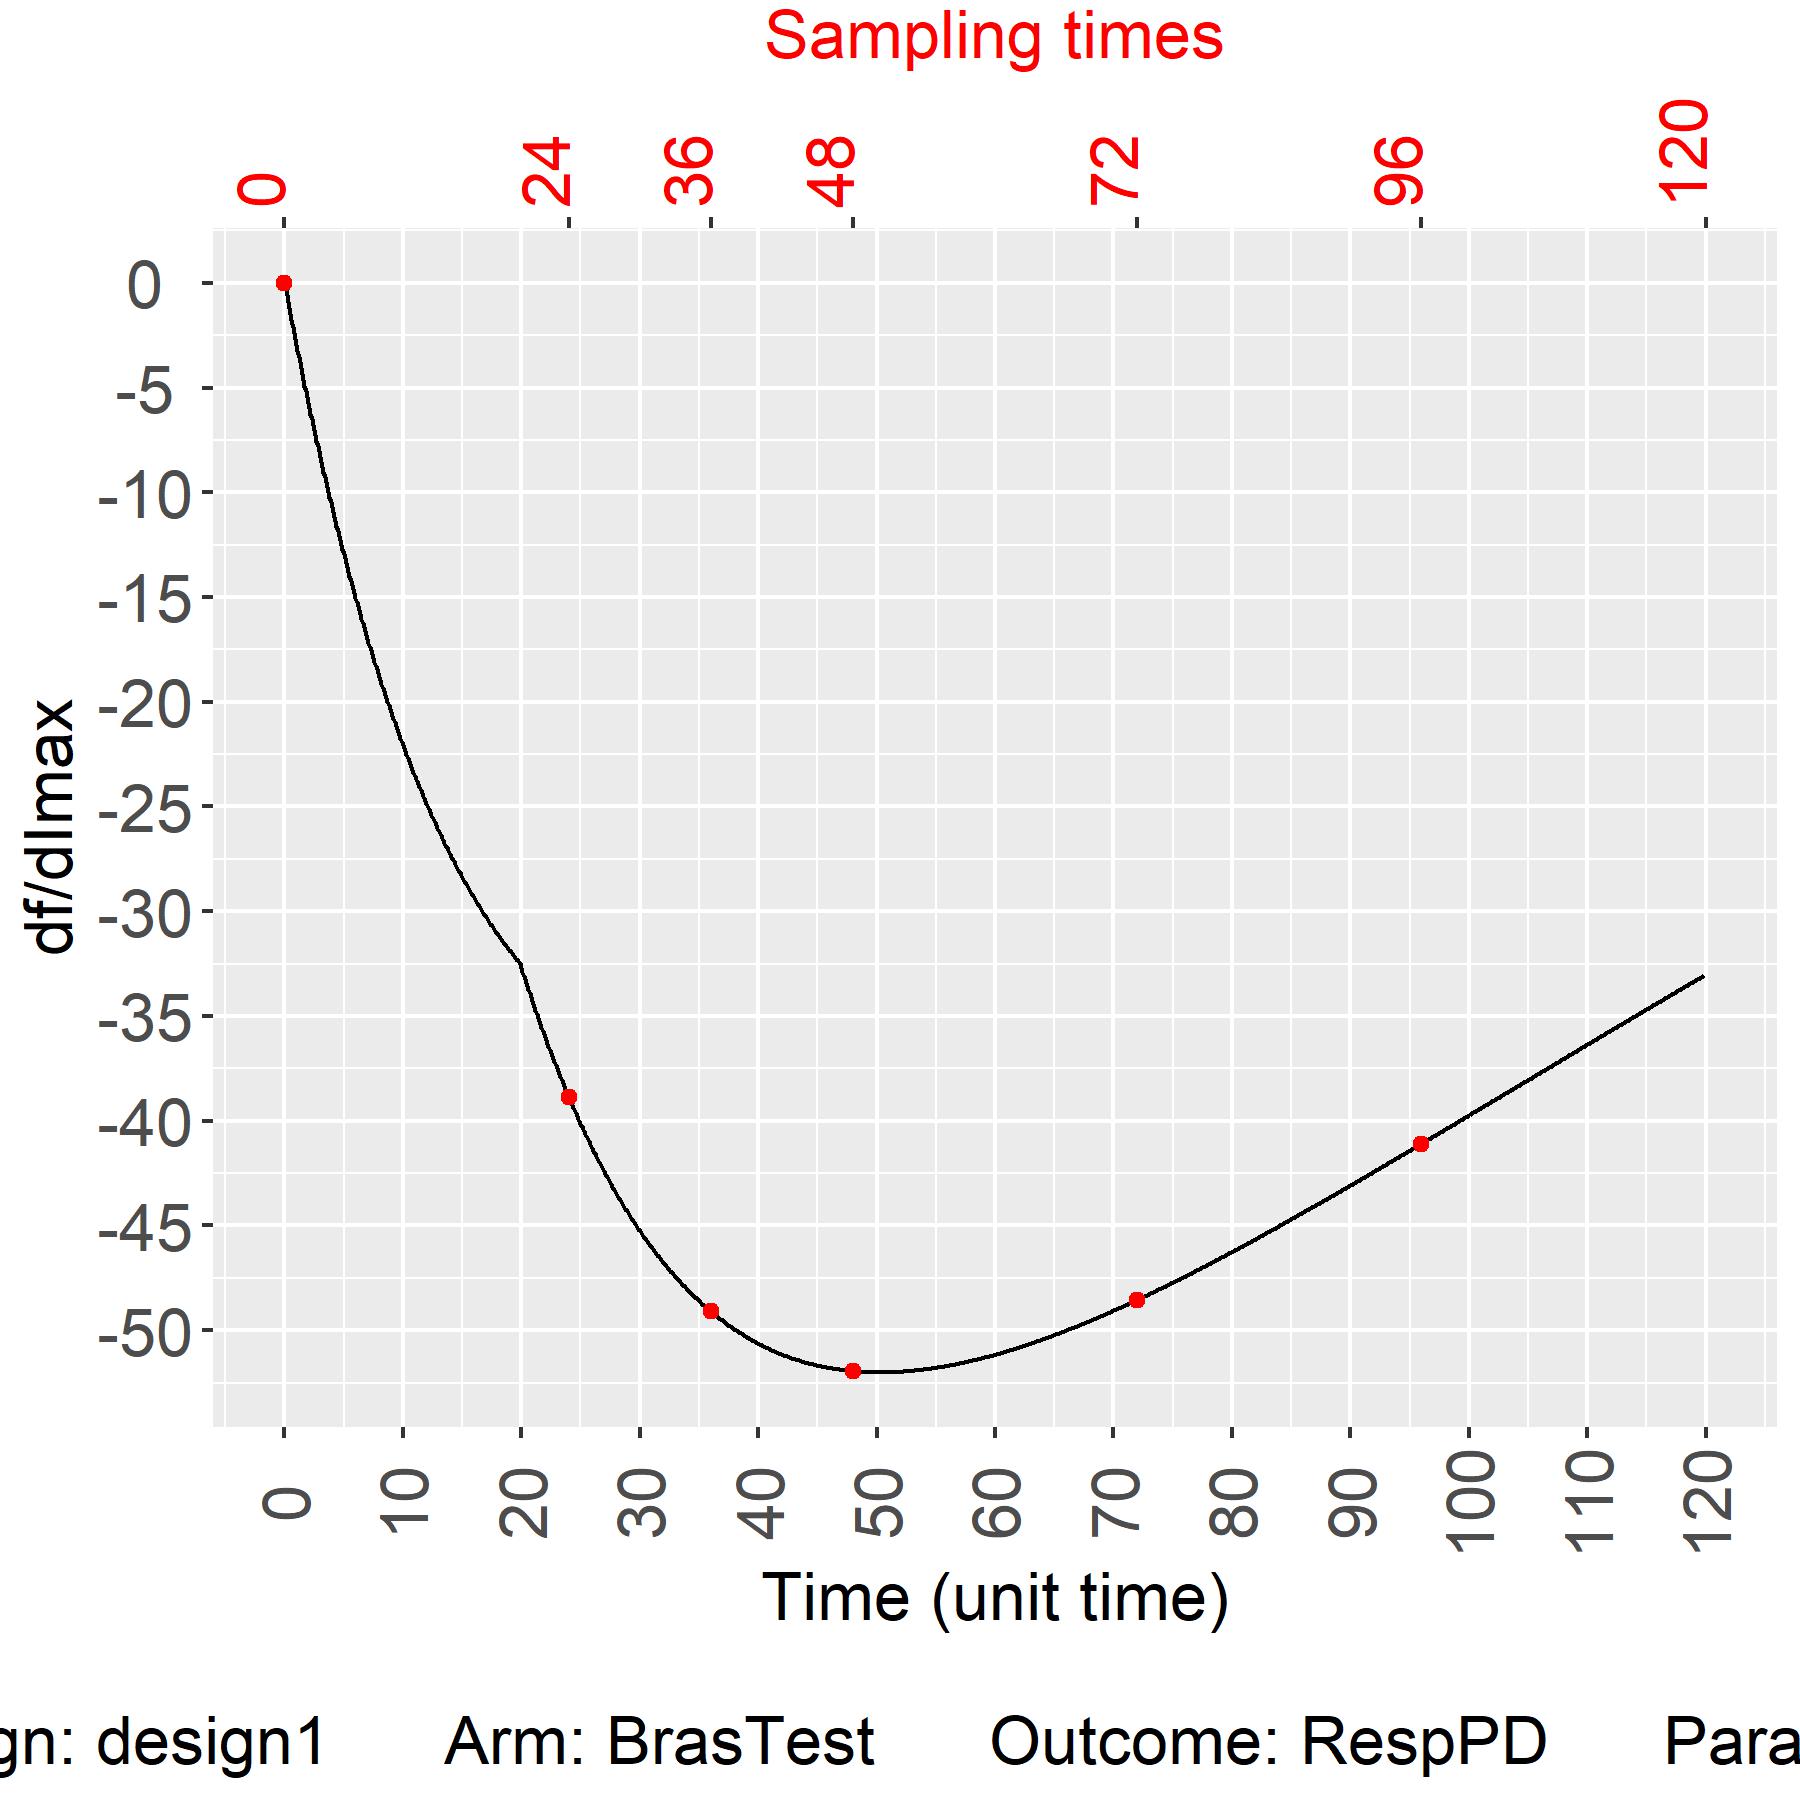 Sampling times
0 24 36 48 72 96 120
0
-5
-10
-15
-20
-25
-30
-35
-40
-45
-50
df/dImax
0 10 20 30 40 50 60 70 80 90 100 110 120
Time (unit time)
gn: design1 Arm: BrasTest Outcome: RespPD Para